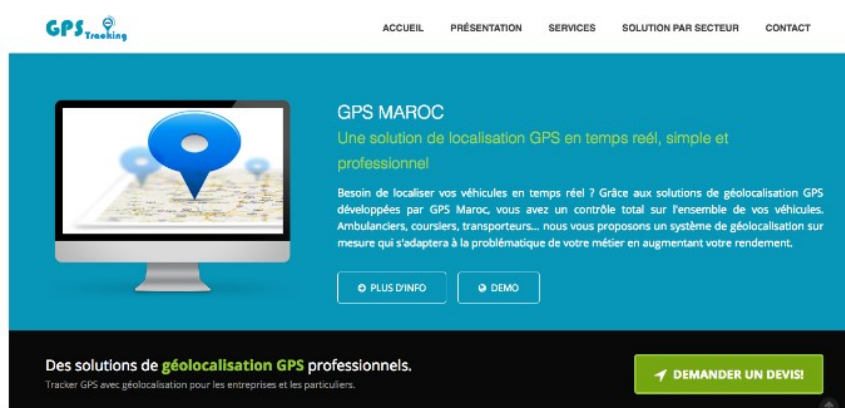 GPS Tracking
ACCUEIL PRÉSENTATION SERVICES SOLUTION PAR SECTEUR CONTACT
GPS MAROC
Une solution de localisation GPS en temps reél, simple et
professionnel
Besoin de localiser vos véhicules en temps réel ? Grâce aux solutions de géolocalisation GPS
développées par GPS Maroc, vous avez un contrôle total sur l'ensemble de vos véhicules.
Ambulanciers, coursiers, transporteurs... nous vous proposons un système de géolocalisation sur
mesure qui s'adaptera à la problématique de votre métier en augmentant votre rendement.
PLUS D'INFO DEMO
Des solutions de géolocalisation GPS professionnels.
Tracker GPS avec géolocalisation pour les entreprises et les particuliers.
DEMANDER UN DEVIS!